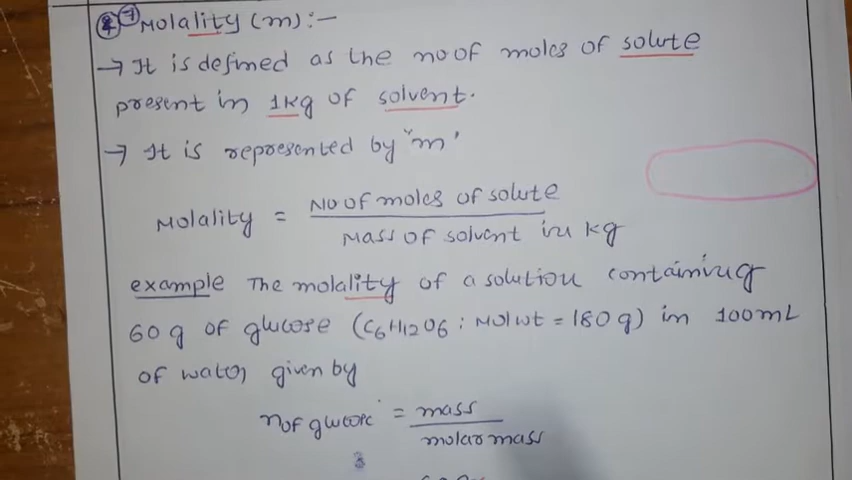 7 Molality (m) :-
→ It is defined as the no of moles of solute
present in 1kg of solvent.
→ It is represented by "m"
Molality = No of moles of solute
Mass of solvent in kg
example The molality of a solution containing
60 g of glucose (C6H12O6 : Mol wt = 180 g) in 100mL
of water, given by
n of glucose = mass
molar mass